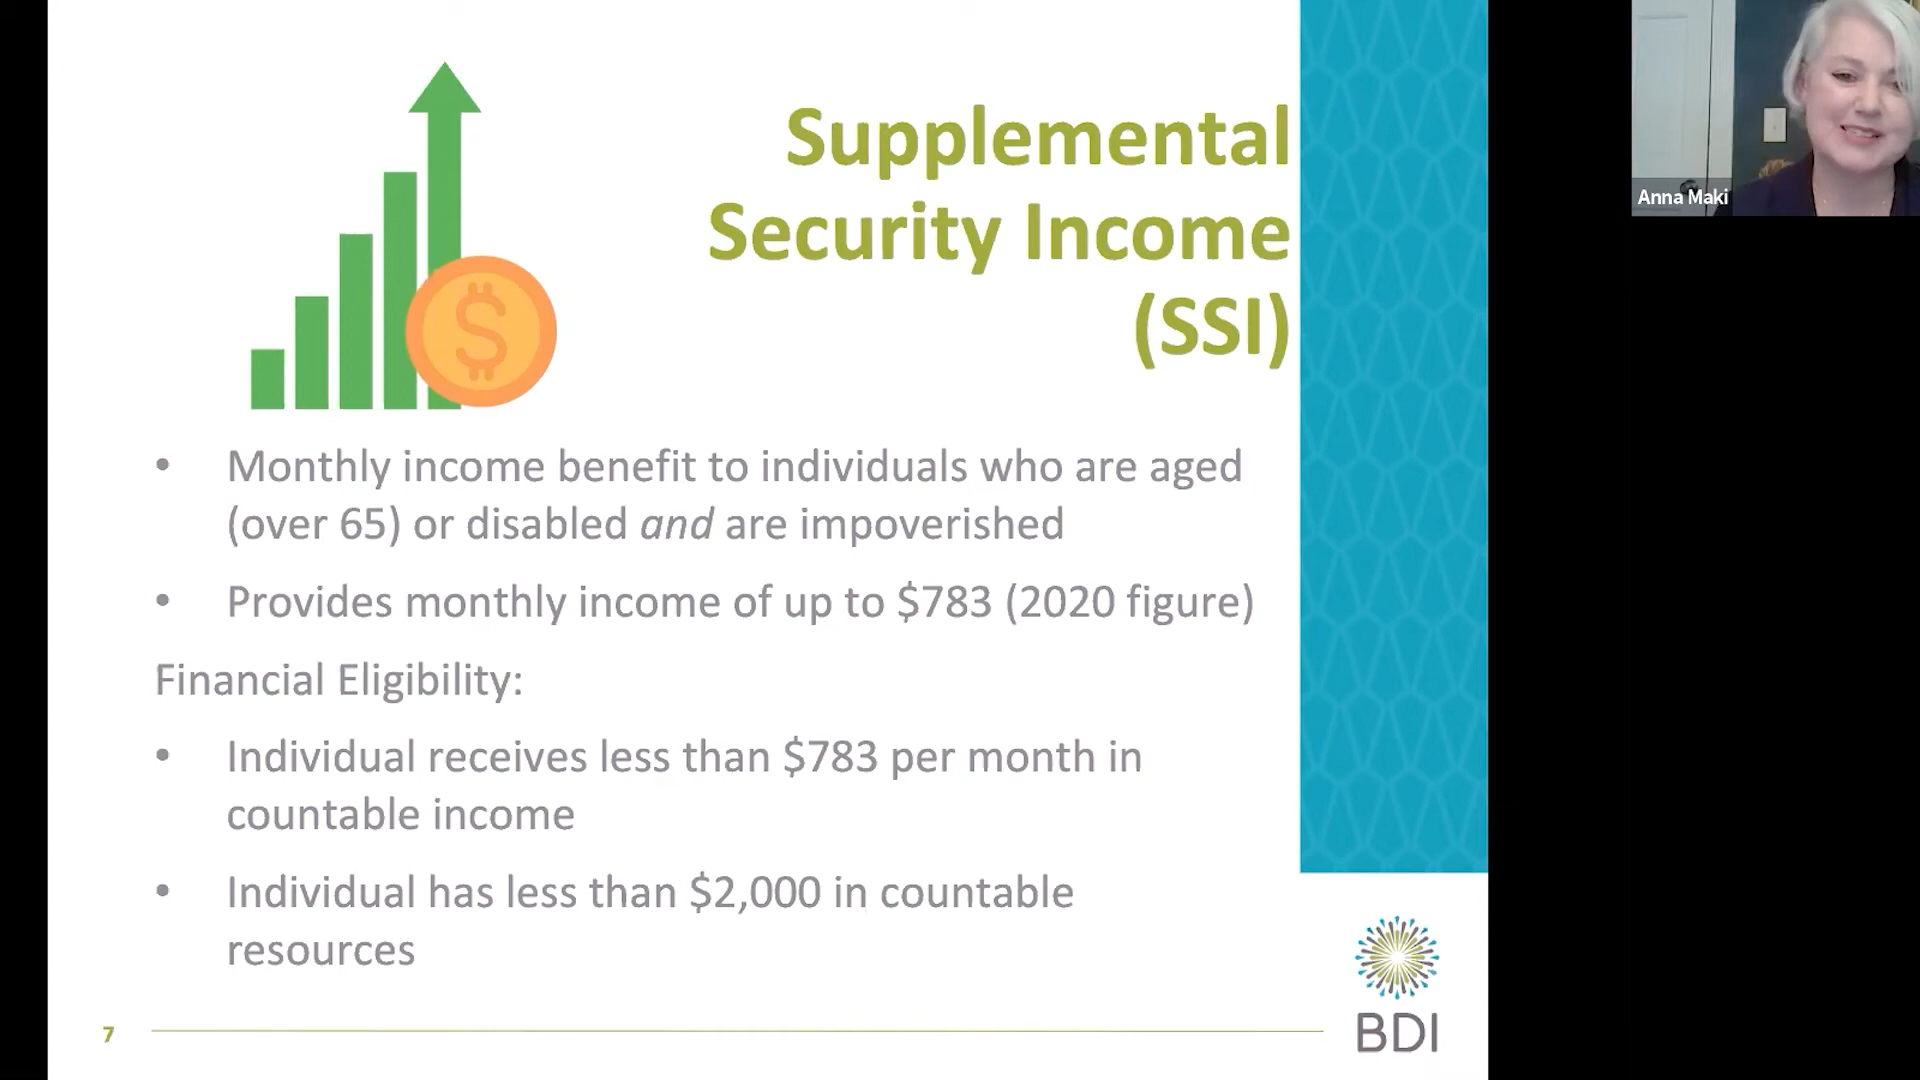 Supplemental
Security Income
(SSI)
$
• Monthly income benefit to individuals who are aged
(over 65) or disabled and are impoverished
• Provides monthly income of up to $783 (2020 figure)
Financial Eligibility:
• Individual receives less than $783 per month in
countable income
• Individual has less than $2,000 in countable
resources
7
BDI
Anna Maki